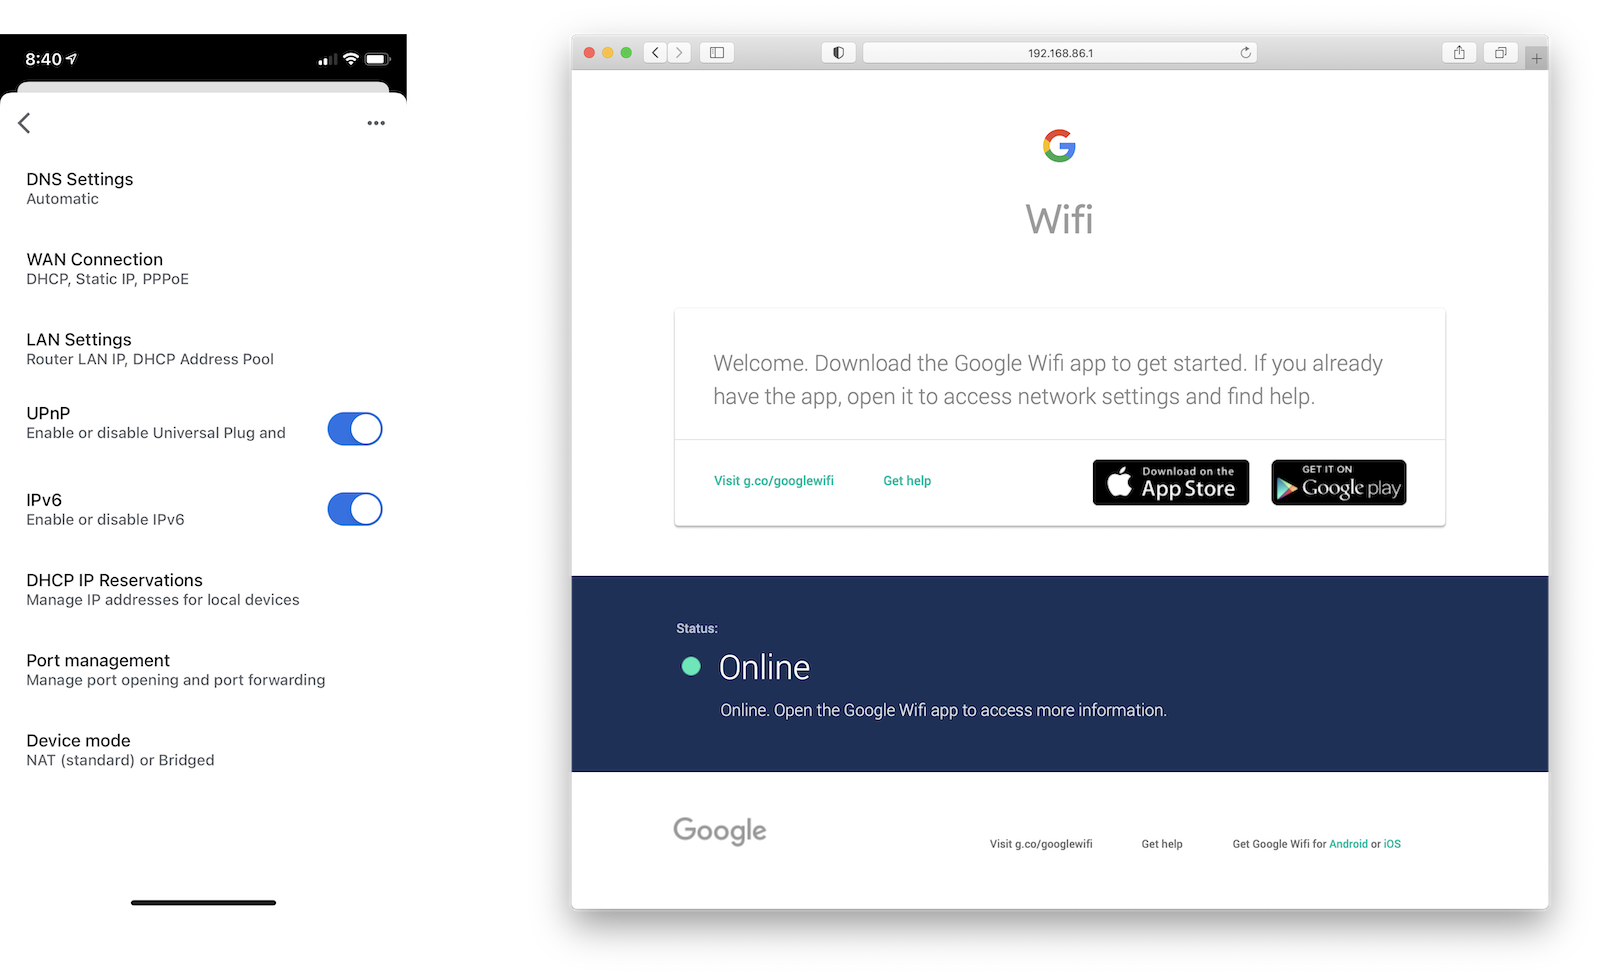 8:40
DNS Settings
Automatic
WAN Connection
DHCP, Static IP, PPPoE
LAN Settings
Router LAN IP, DHCP Address Pool
UPnP
Enable or disable Universal Plug and
IPv6
Enable or disable IPv6
DHCP IP Reservations
Manage IP addresses for local devices
Port management
Manage port opening and port forwarding
Device mode
NAT (standard) or Bridged
192.168.86.1
G
Wifi
Welcome. Download the Google Wifi app to get started. If you already
have the app, open it to access network settings and find help.
Visit g.co/googlewifi
Get help
Download on the
App Store
GET IT ON
Google play
Status:
Online
Online. Open the Google Wifi app to access more information.
Google
Visit g.co/googlewifi
Get help
Get Google Wifi for Android or iOS